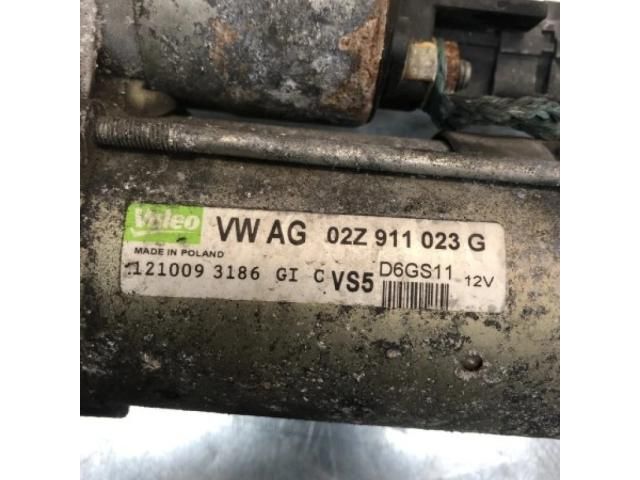 Valeo VW AG 02Z 911 023 G
MADE IN POLAND
121009 3186 GI C VS5 D6GS11 12V